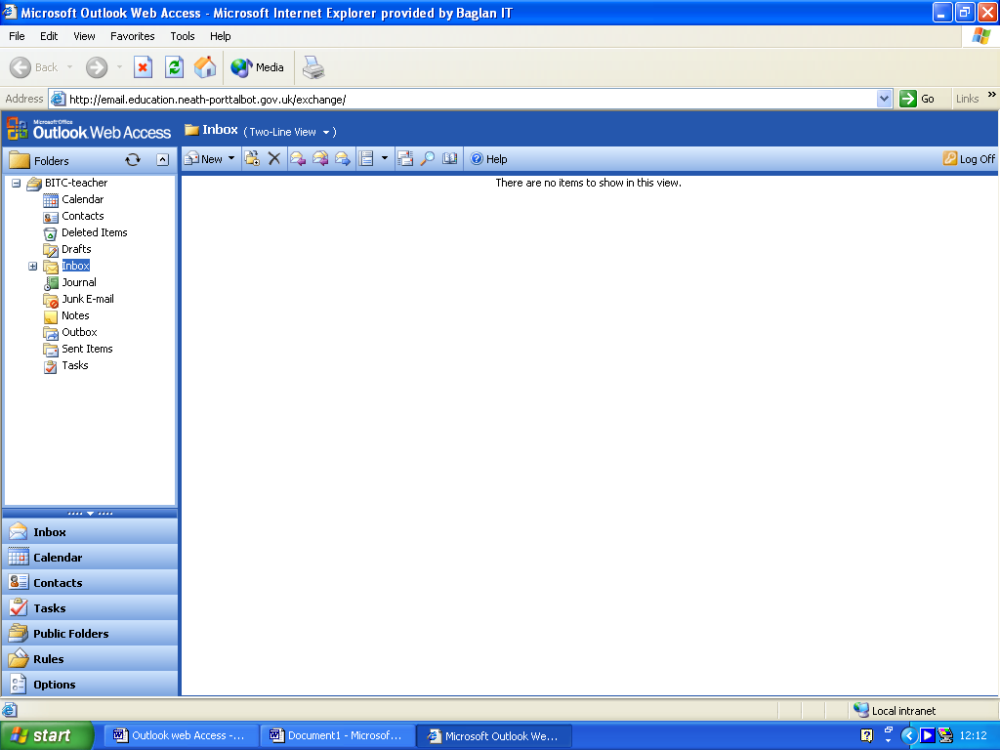 Microsoft Outlook Web Access - Microsoft Internet Explorer provided by Baglan IT
File Edit View Favorites Tools Help
Back Media
Address http://email.education.neath-porttalbot.gov.uk/exchange/ Go Links »
Microsoft Office
Outlook Web Access Inbox (Two-Line View )
Folders New Help Log Off
There are no items to show in this view.
BITC-teacher
Calendar
Contacts
Deleted Items
Drafts
Inbox
Journal
Junk E-mail
Notes
Outbox
Sent Items
Tasks
Inbox
Calendar
Contacts
Tasks
Public Folders
Rules
Options
Local intranet
start Outlook web Access -... Document1 - Microsof... Microsoft Outlook We... 12:12